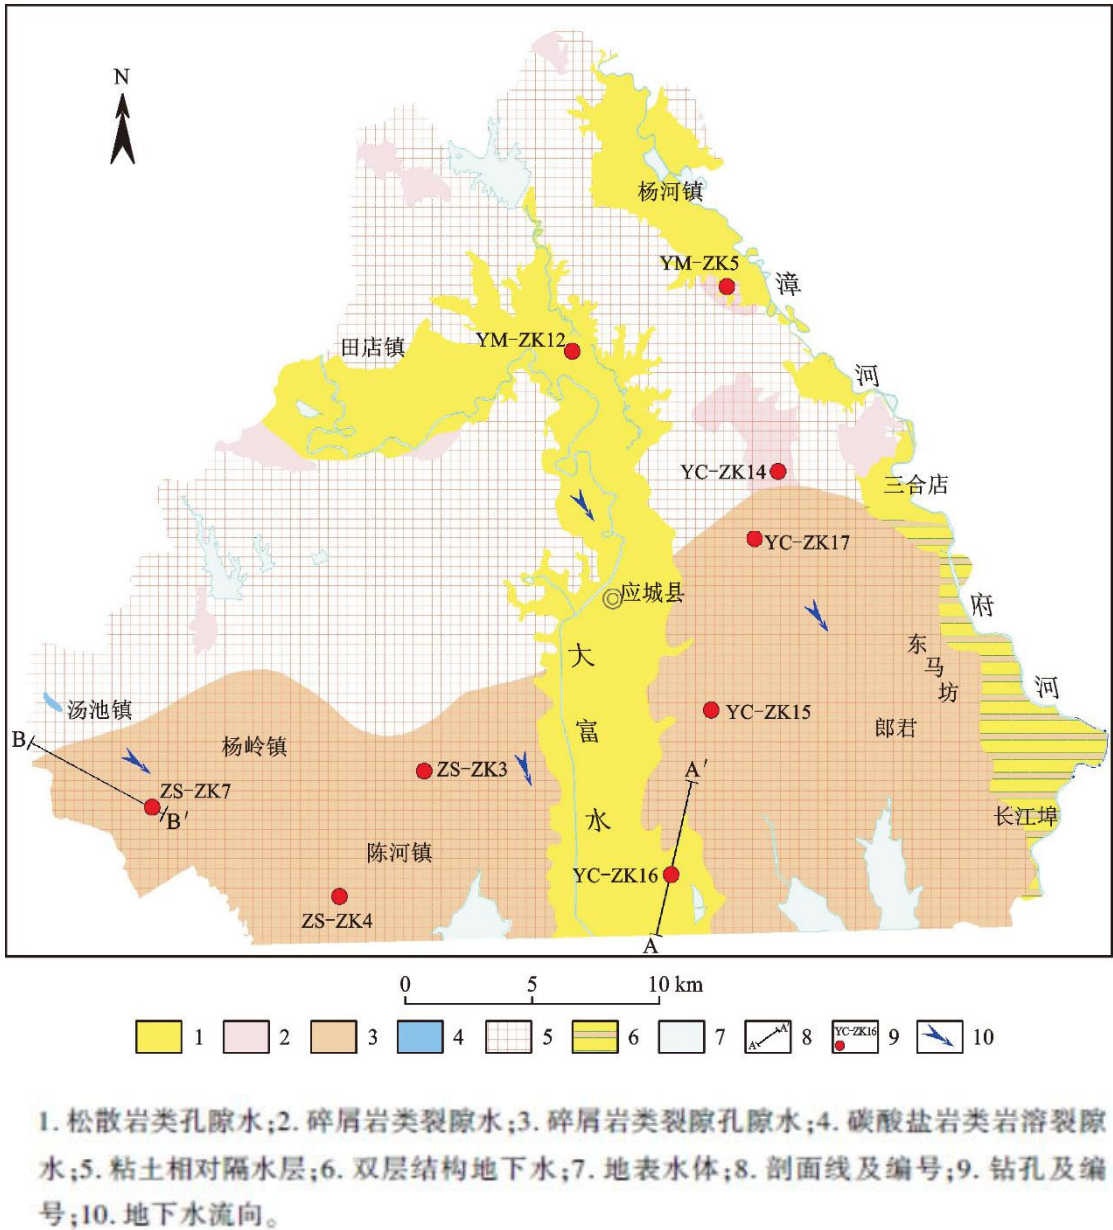 N
杨河镇
YM-ZK5
漳
河
YM-ZK12
田店镇
YC-ZK14
三合店
YC-ZK17
应城县
府
河
东
马
坊
大
富
水
汤池镇
YC-ZK15
郎君
B
杨岭镇
ZS-ZK3
A'
ZS-ZK7
B'
长江埠
陈河镇
YC-ZK16
ZS-ZK4
A
0 5 10 km
1 2 3 4 5 6 7 A A' 8 YC-ZK16 9 10
1. 松散岩类孔隙水;2. 碎屑岩类裂隙水;3. 碎屑岩类裂隙孔隙水;4. 碳酸盐岩类岩溶裂隙
水;5. 粘土相对隔水层;6. 双层结构地下水;7. 地表水体;8. 剖面线及编号;9. 钻孔及编
号;10. 地下水流向。